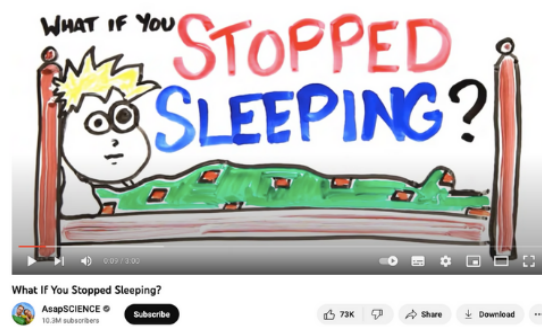 WHAT IF YOU STOPPED
SLEEPING?
0:03 / 3:00
What If You Stopped Sleeping?
AsapSCIENCE
10.3M subscribers
Subscribe
73K
Share
Download